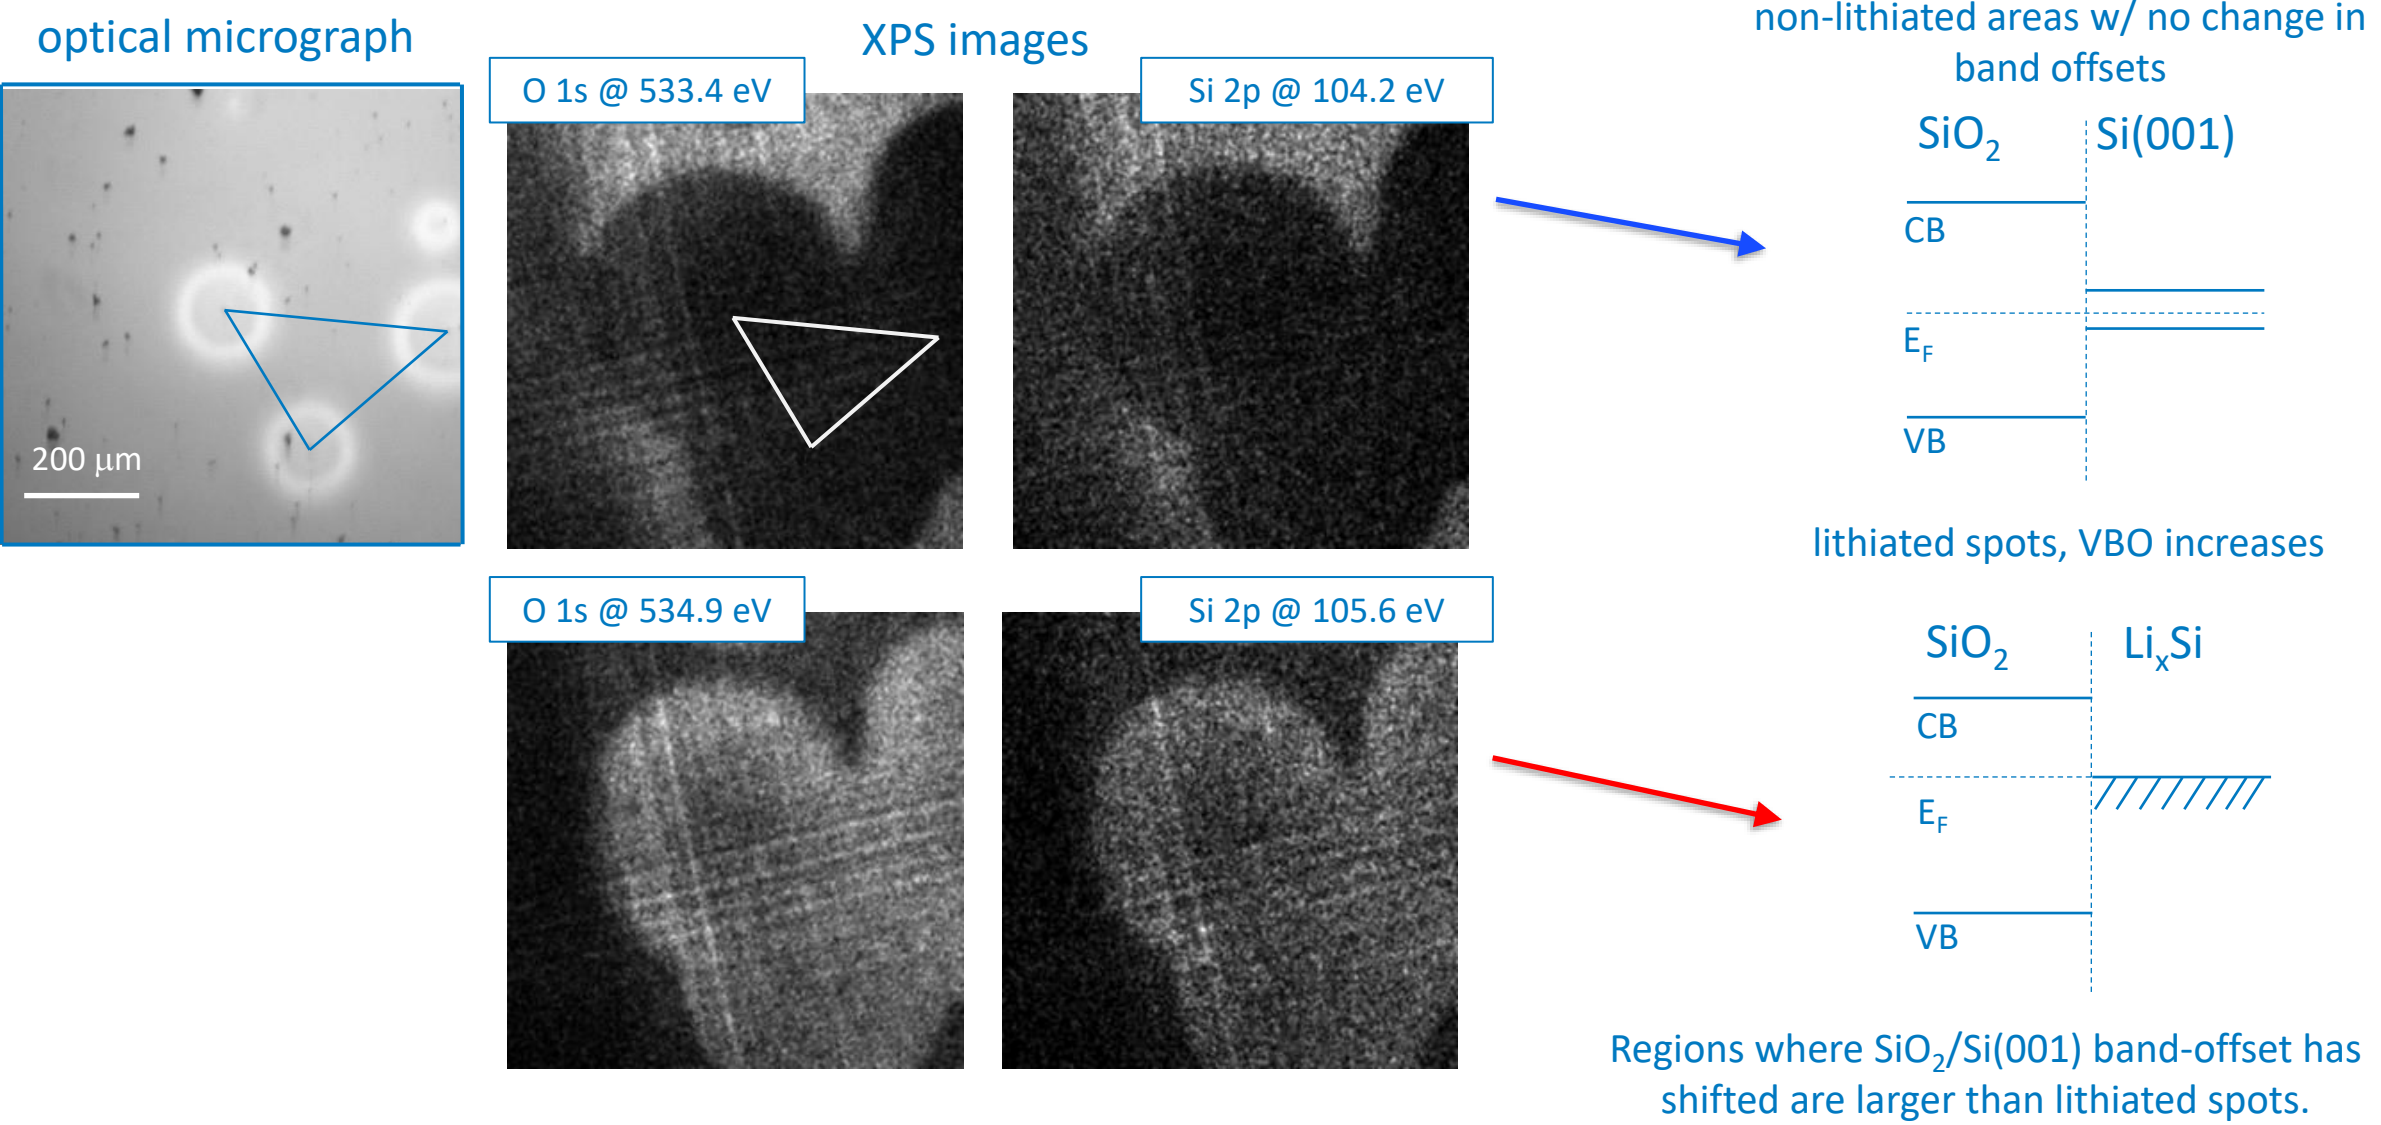 optical micrograph
200 μm
XPS images
O 1s @ 533.4 eV
Si 2p @ 104.2 eV
O 1s @ 534.9 eV
Si 2p @ 105.6 eV
non-lithiated areas w/ no change in
band offsets
SiO₂ Si(001)
CB
E_F
VB
lithiated spots, VBO increases
SiO₂ LiₓSi
CB
E_F
VB
Regions where SiO₂/Si(001) band-offset has
shifted are larger than lithiated spots.